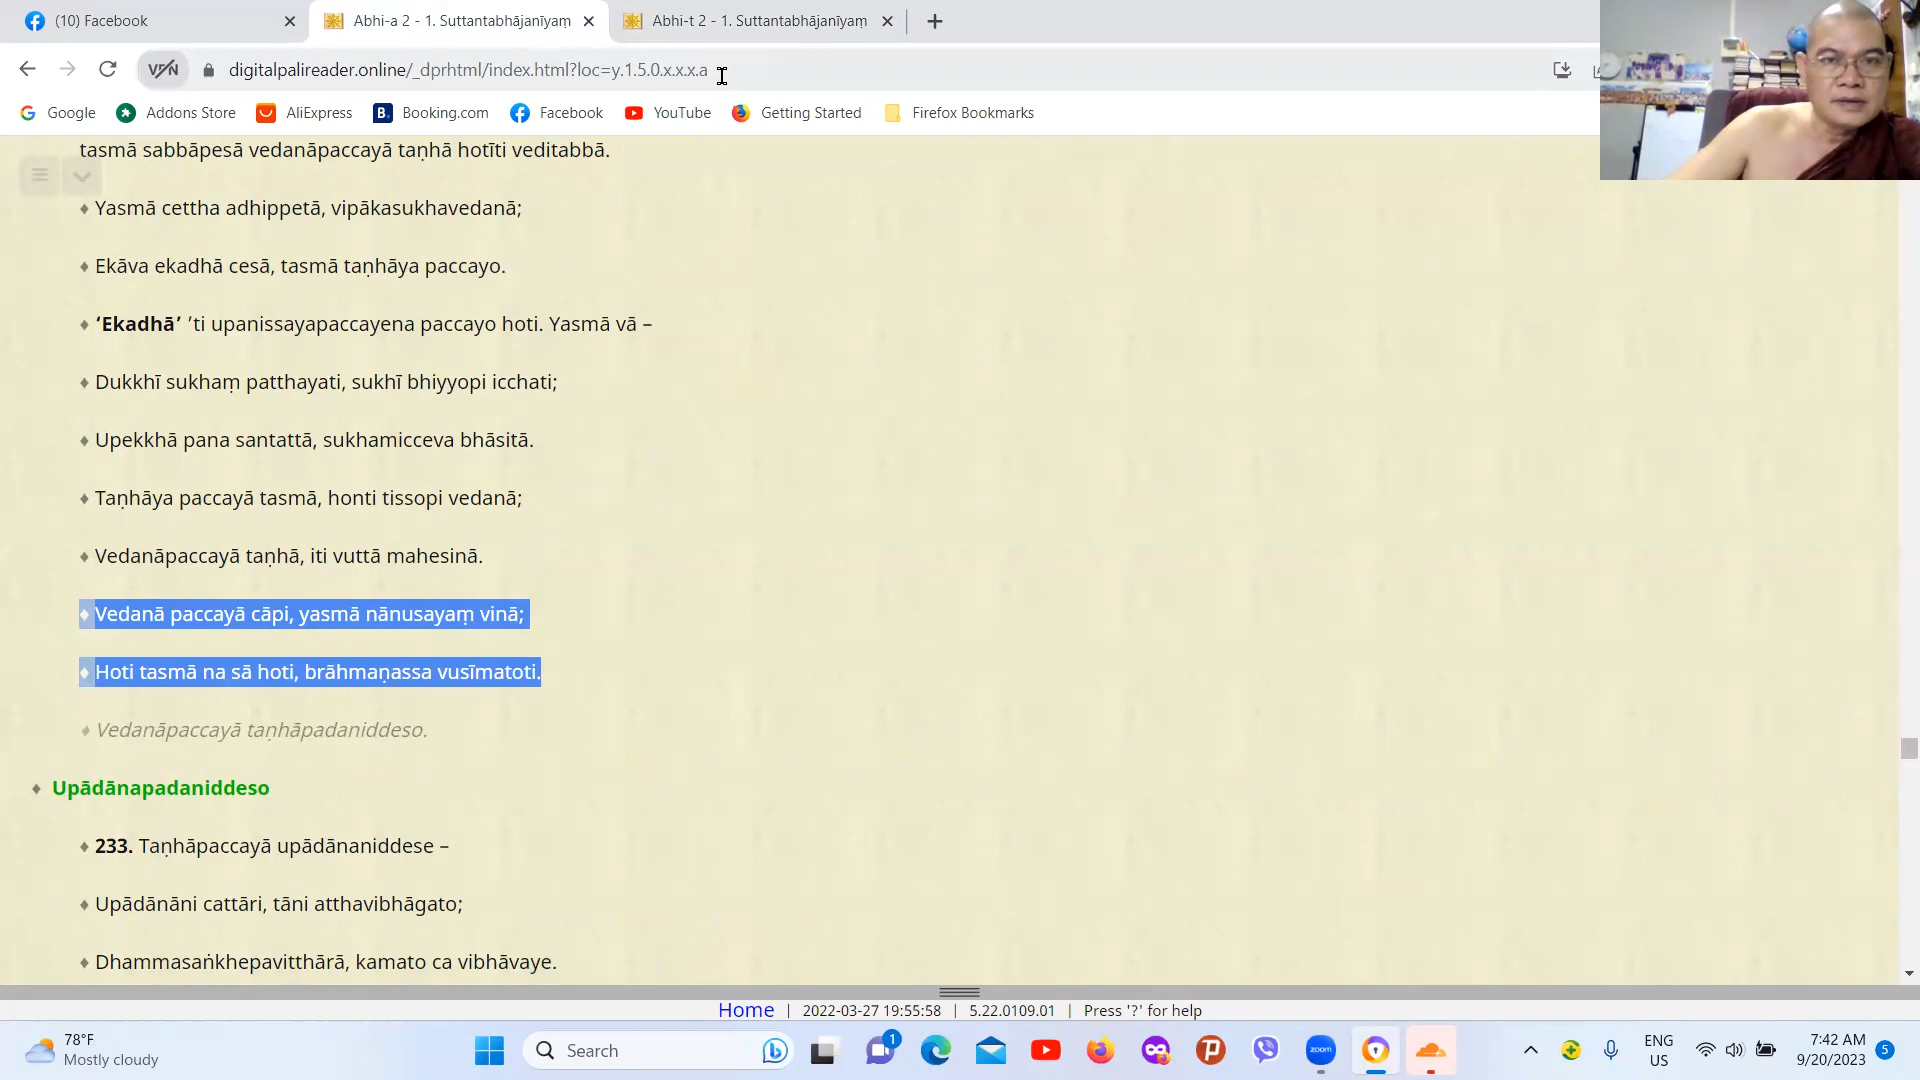 (10) Facebook
Abhi-a 2 - 1. Suttantabhājanīyaṃ
Abhi-t 2 - 1. Suttantabhājanīyaṃ
VPN
digitalpalireader.online/_dprhtml/index.html?loc=y.1.5.0.x.x.x.a
Google Addons Store AliExpress B. Booking.com Facebook YouTube Getting Started Firefox Bookmarks
tasmā sabbāpesā vedanāpaccayā taṇhā hotīti veditabbā.
♦ Yasmā cettha adhippetā, vipākasukhavedanā;
♦ Ekāva ekadhā cesā, tasmā taṇhāya paccayo.
♦ ‘Ekadhā’ ’ti upanissayapaccayena paccayo hoti. Yasmā vā –
♦ Dukkhī sukhaṃ patthayati, sukhī bhiyyopi icchati;
♦ Upekkhā pana santattā, sukhamicceva bhāsitā.
♦ Taṇhāya paccayā tasmā, honti tissopi vedanā;
♦ Vedanāpaccayā taṇhā, iti vuttā mahesinā.
♦ Vedanā paccayā cāpi, yasmā nānusayaṃ vinā;
♦ Hoti tasmā na sā hoti, brāhmaṇassa vusīmatoti.
♦ Vedanāpaccayā taṇhāpadaniddeso.
♦ Upādānapadaniddeso
♦ 233. Taṇhāpaccayā upādānaniddese –
♦ Upādānāni cattāri, tāni atthavibhāgato;
♦ Dhammasaṅkhepavitthārā, kamato ca vibhāvaye.
Home | 2022-03-27 19:55:58 | 5.22.0109.01 | Press '?' for help
78°F
Mostly cloudy
Search
1
zoom
ENG
US
7:42 AM
9/20/2023
5